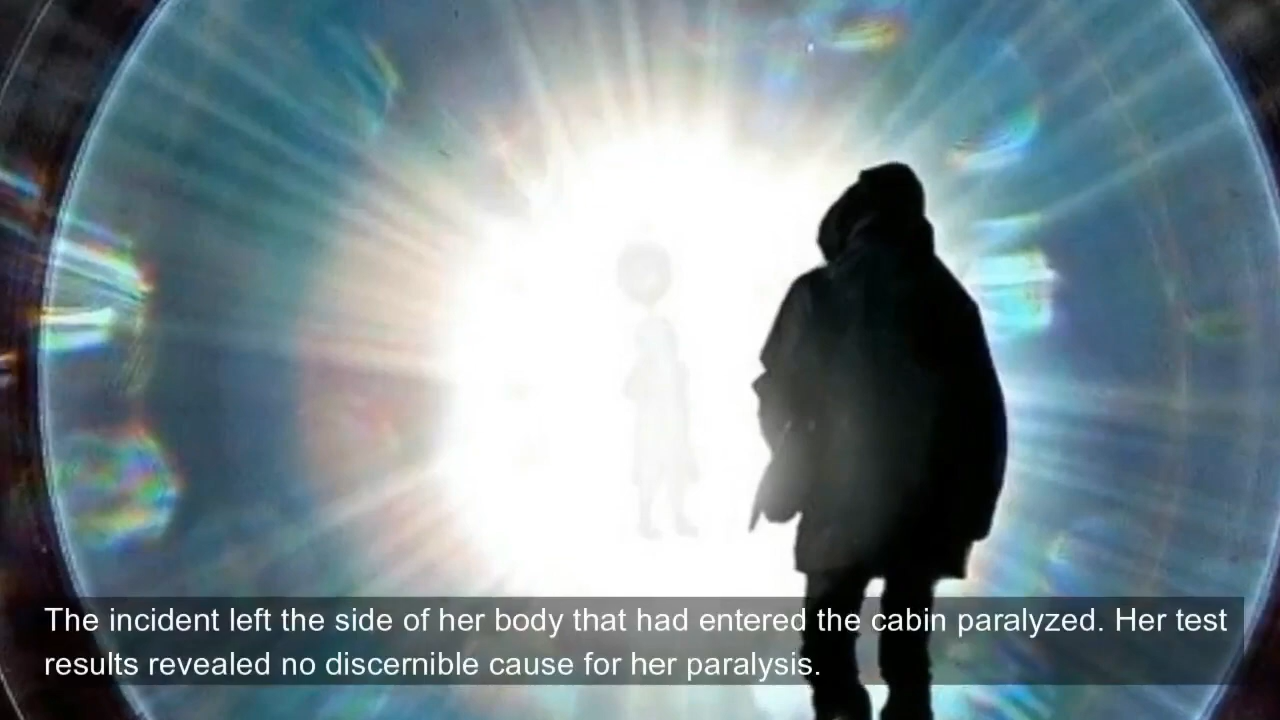 The incident left the side of her body that had entered the cabin paralyzed. Her test
results revealed no discernible cause for her paralysis.